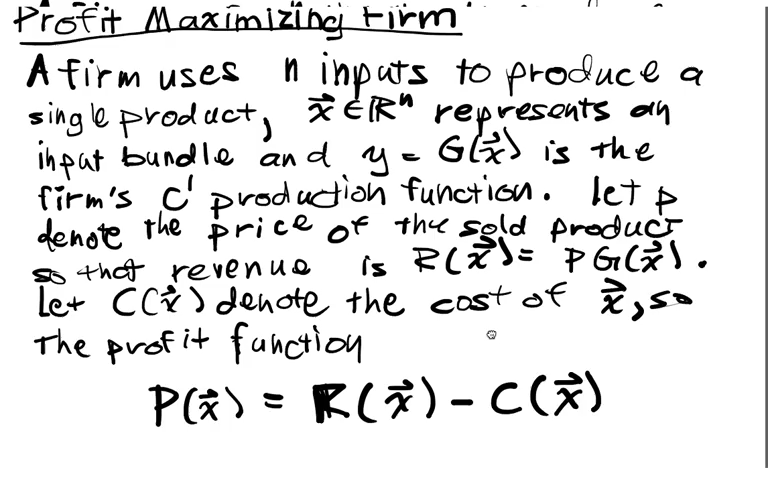 Profit Maximizing Firm
A firm uses n inputs to produce a
single product, x⃗ ∈ ℝⁿ represents an
input bundle and y = G(x⃗) is the
firm's C¹ production function. Let p
denote the price of the sold product
so that revenue is R(x⃗) = PG(x⃗).
Let C(x⃗) denote the cost of x⃗, so
the profit function
P(x⃗) = R(x⃗) - C(x⃗)